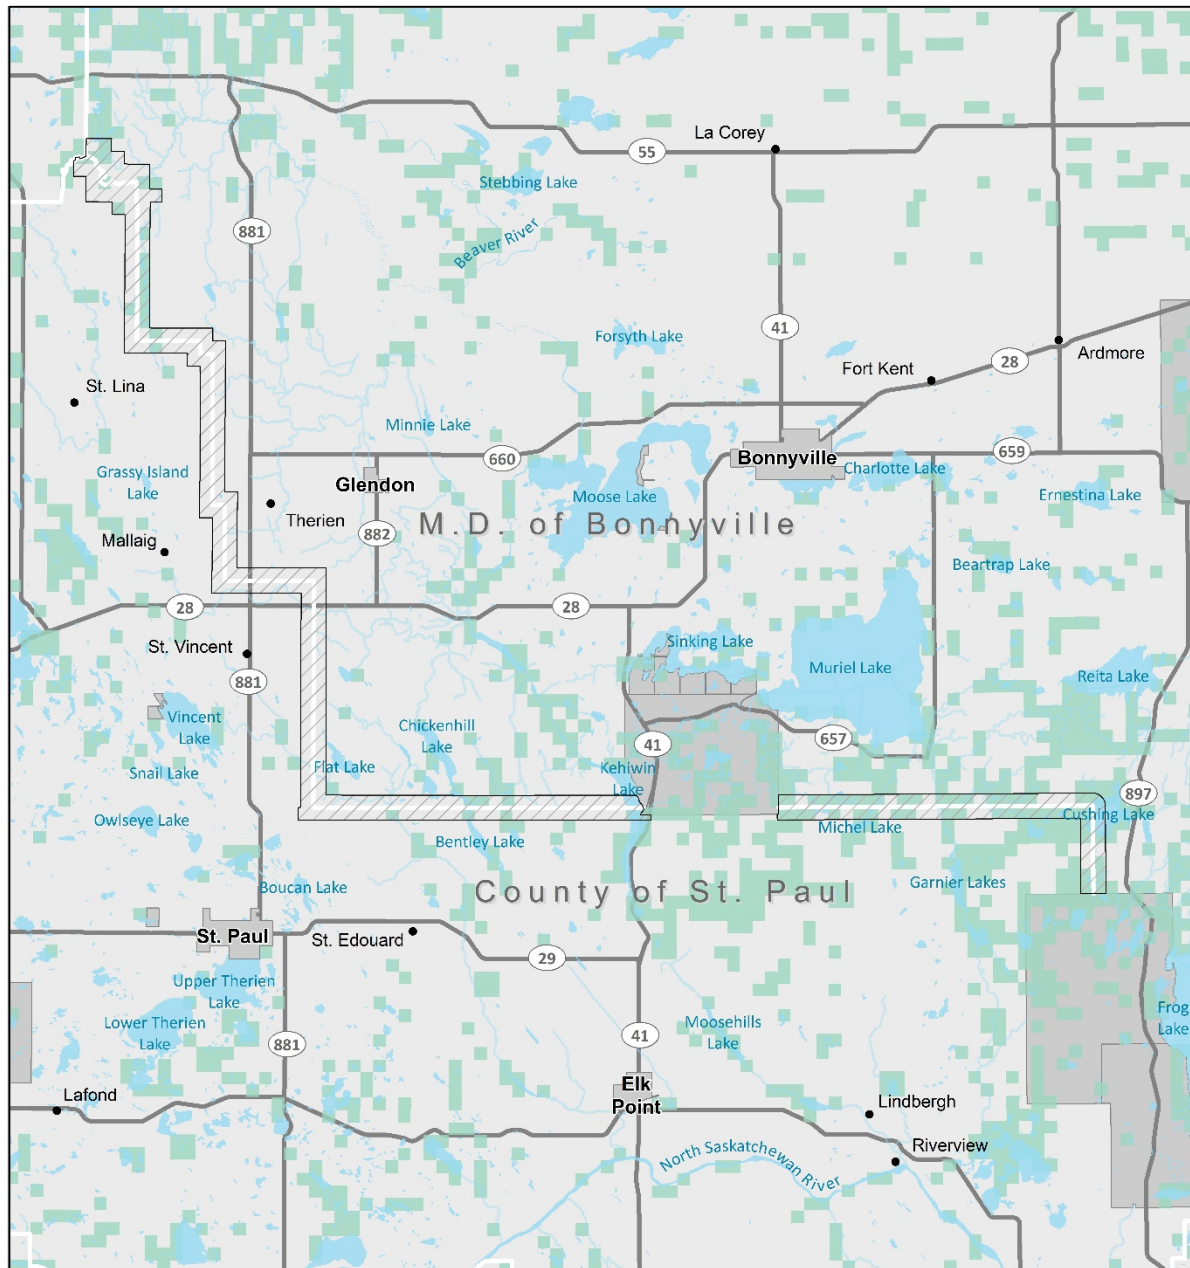 La Corey
55
Stebbing Lake
881
Beaver River
41
Forsyth Lake
Ardmore
28
Fort Kent
St. Lina
Minnie Lake
660
Bonnyville
659
Charlotte Lake
Grassy Island
Lake
Glendon
Moose Lake
Ernestina Lake
Therien
M.D. of Bonnyville
882
Mallaig
Beartrap Lake
28
28
St. Vincent
Sinking Lake
Muriel Lake
Reita Lake
881
Vincent
Lake
Chickenhill
Lake
41
657
Snail Lake
Flat Lake
Kehiwin
Lake
897
Owlseye Lake
Cushing Lake
Michel Lake
Bentley Lake
Boucan Lake
County of St. Paul
Garnier Lakes
St. Paul
St. Edouard
29
Upper Therien
Lake
Lower Therien
Lake
Frog
Lake
Moosehills
Lake
881
41
Elk
Point
Lafond
Lindbergh
Riverview
North Saskatchewan
River